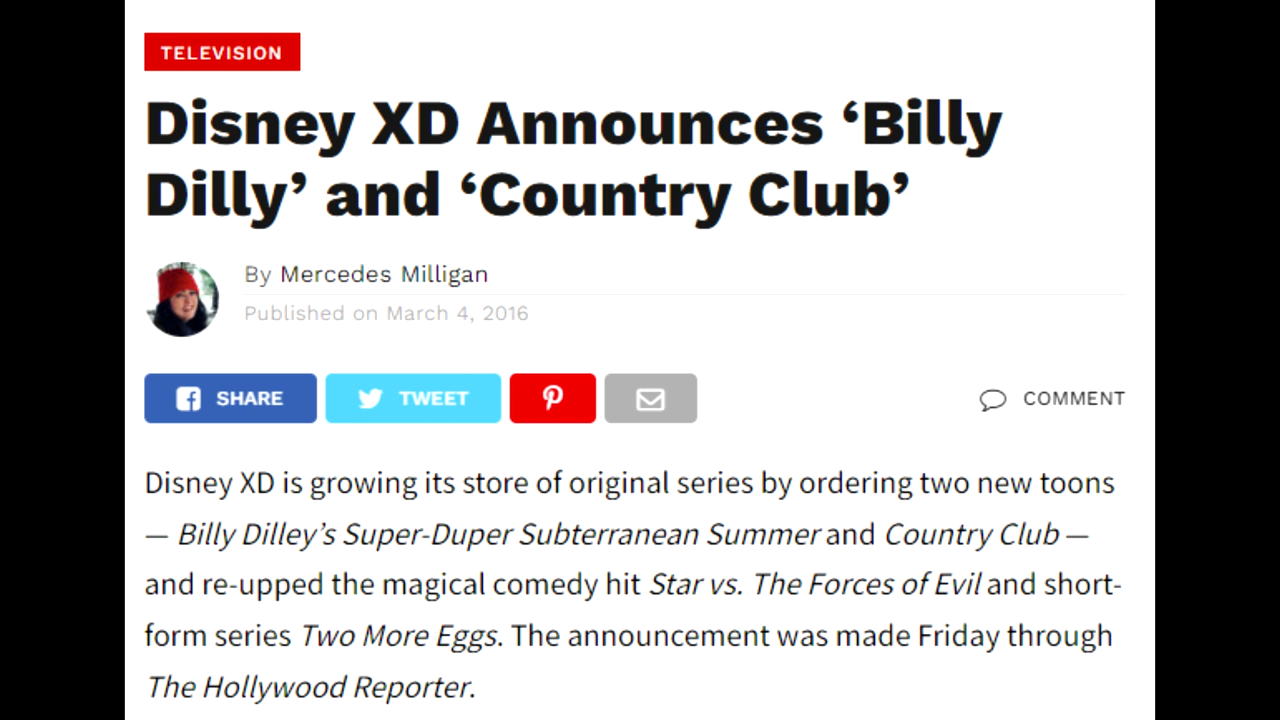 TELEVISION
Disney XD Announces ‘Billy
Dilly’ and ‘Country Club’
By Mercedes Milligan
Published on March 4, 2016
SHARE TWEET COMMENT
Disney XD is growing its store of original series by ordering two new toons
— Billy Dilley’s Super-Duper Subterranean Summer and Country Club —
and re-upped the magical comedy hit Star vs. The Forces of Evil and short-
form series Two More Eggs. The announcement was made Friday through
The Hollywood Reporter.